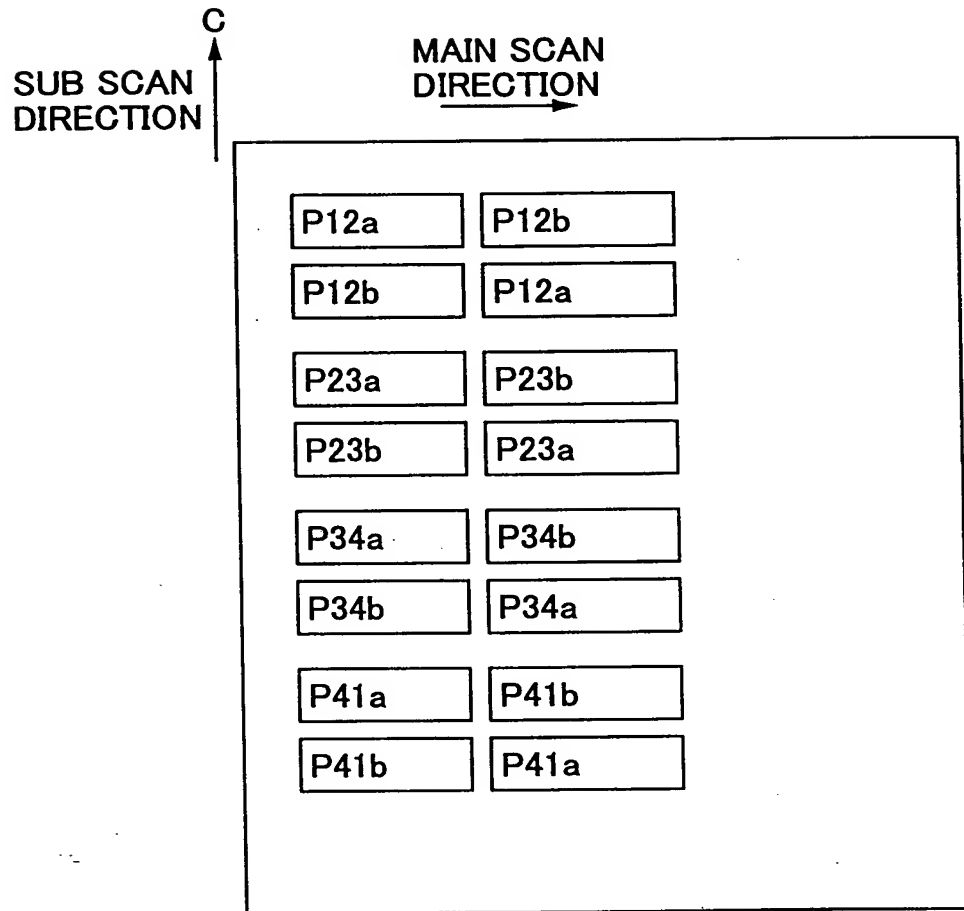 C
SUB SCAN
DIRECTION
MAIN SCAN
DIRECTION
P12a P12b
P12b P12a
P23a P23b
P23b P23a
P34a P34b
P34b P34a
P41a P41b
P41b P41a